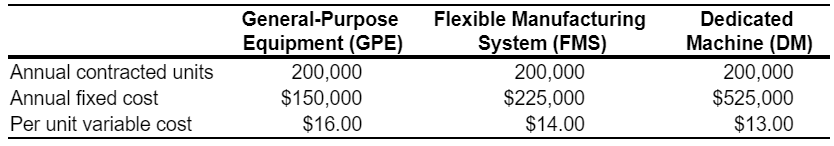 General-Purpose Flexible Manufacturing Dedicated
Equipment (GPE) System (FMS) Machine (DM)
Annual contracted units 200,000 200,000 200,000
Annual fixed cost $150,000 $225,000 $525,000
Per unit variable cost $16.00 $14.00 $13.00